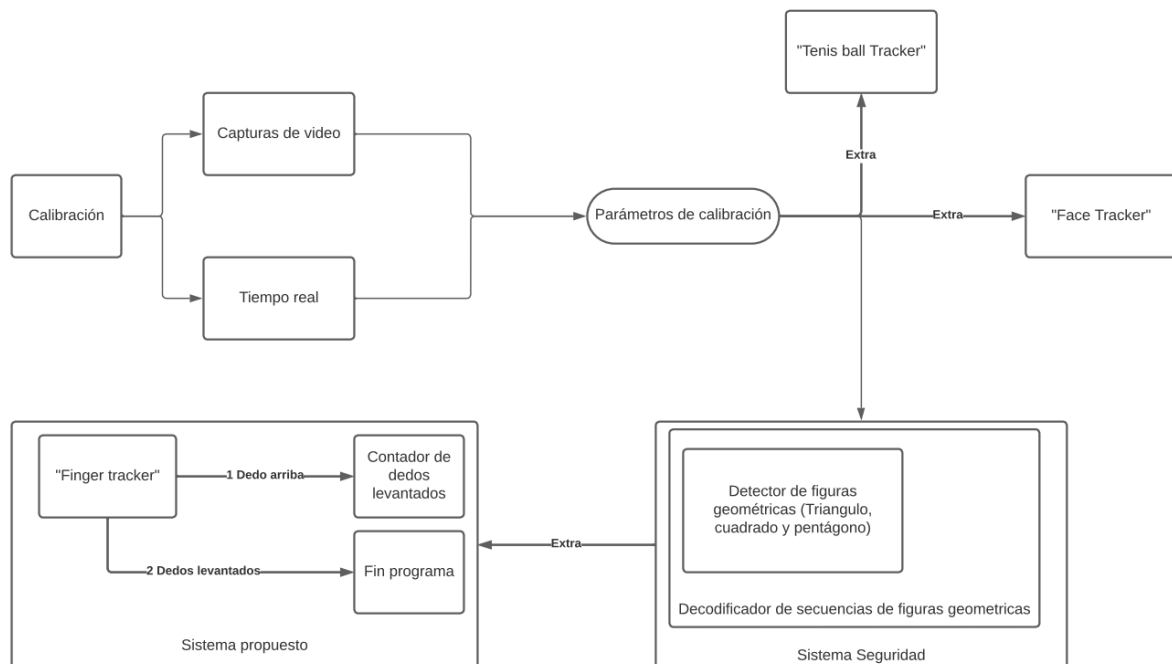 "Tenis ball Tracker"
Capturas de video
Extra
Calibración
Parámetros de calibración
Extra
"Face Tracker"
Tiempo real
"Finger tracker"
1 Dedo arriba
Contador de
dedos
levantados
2 Dedos levantados
Fin programa
Sistema propuesto
Extra
Detector de figuras
geométricas (Triangulo,
cuadrado y pentágono)
Decodificador de secuencias de figuras geometricas
Sistema Seguridad